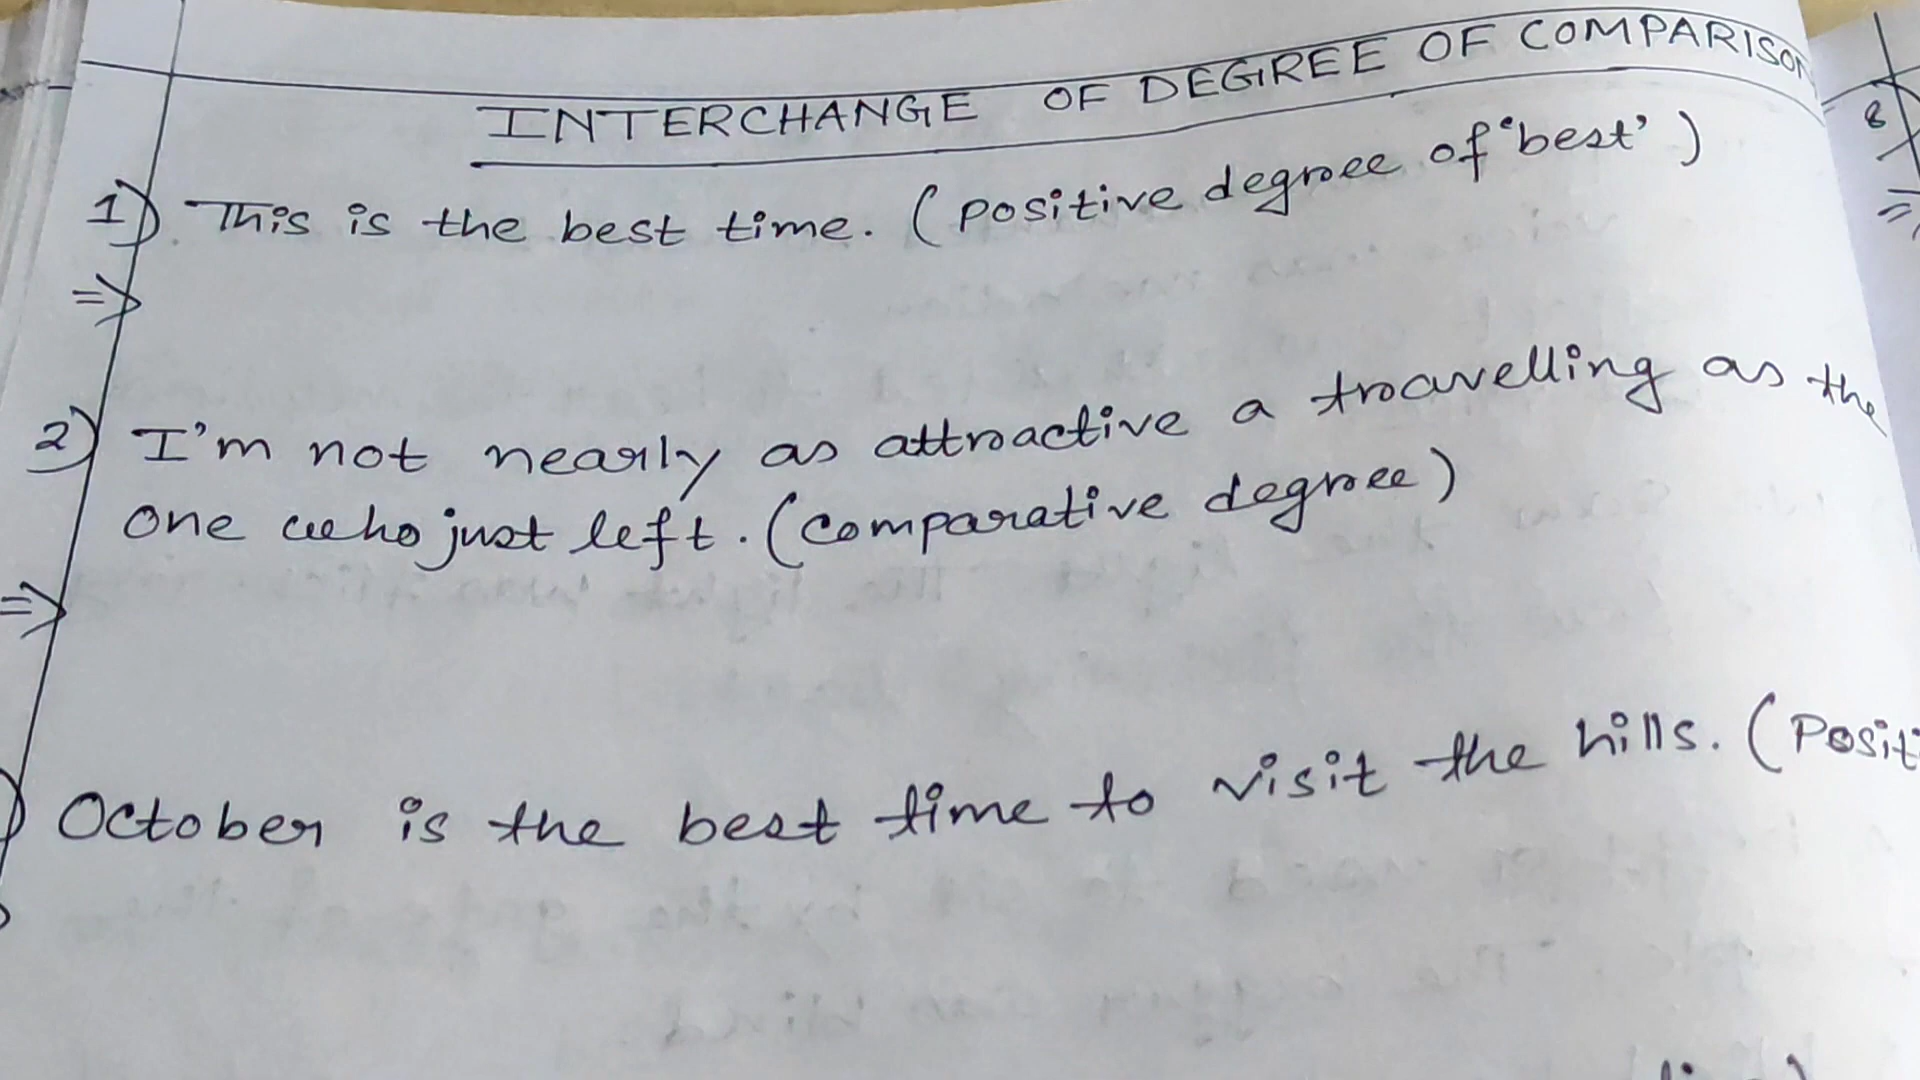 INTERCHANGE OF DEGREE OF COMPARISON
1) This is the best time. (positive degree of 'best')
=>
2) I'm not nearly as attractive a travelling as the
one who just left. (comparative degree)
=>
) October is the best time to visit the hills. (Positi
8
=>